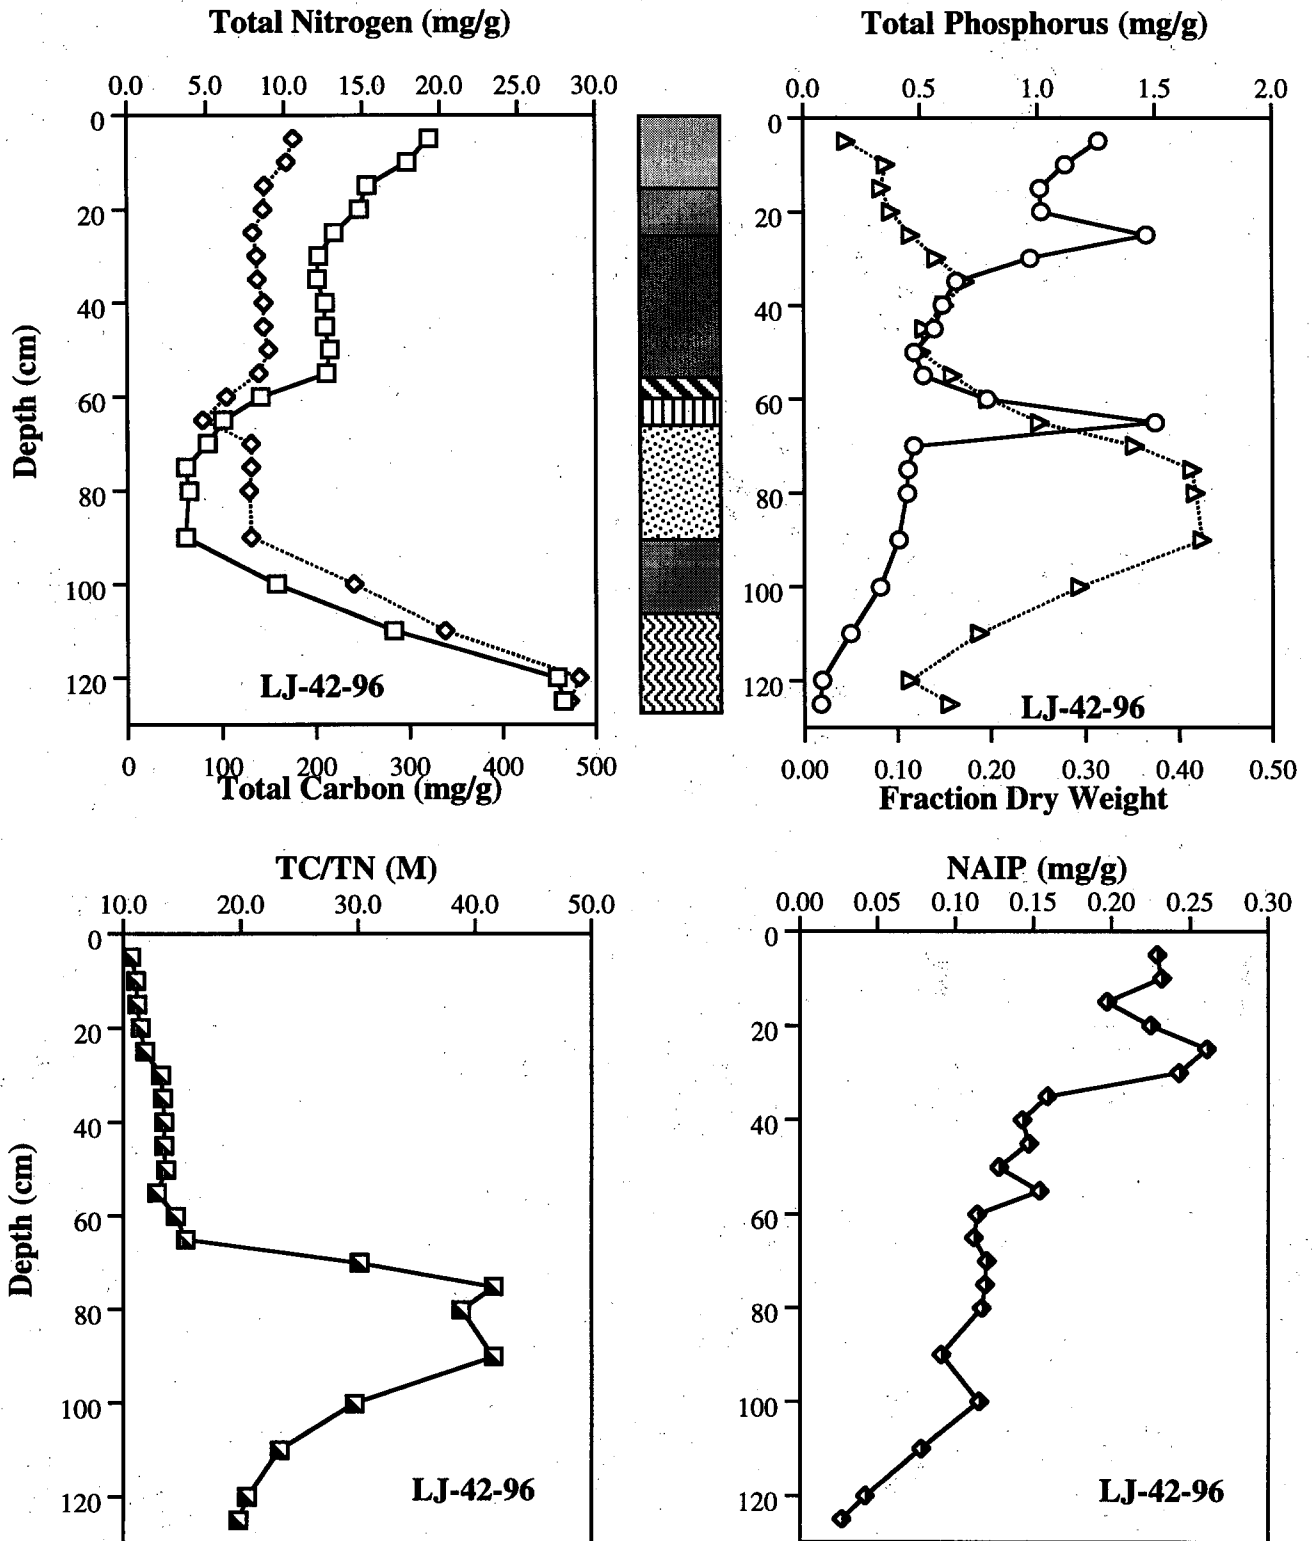 Total Nitrogen (mg/g)
0.0 5.0 10.0 15.0 20.0 25.0 30.0
0
20
40
60
80
100
120
Depth (cm)
LJ-42-96
0 100 200 300 400 500
Total Carbon (mg/g)
Total Phosphorus (mg/g)
0.0 0.5 1.0 1.5 2.0
0
20
40
60
80
100
120
LJ-42-96
0.00 0.10 0.20 0.30 0.40 0.50
Fraction Dry Weight
TC/TN (M)
10.0 20.0 30.0 40.0 50.0
0
20
40
60
80
100
120
Depth (cm)
LJ-42-96
NAIP (mg/g)
0.00 0.05 0.10 0.15 0.20 0.25 0.30
0
20
40
60
80
100
120
LJ-42-96